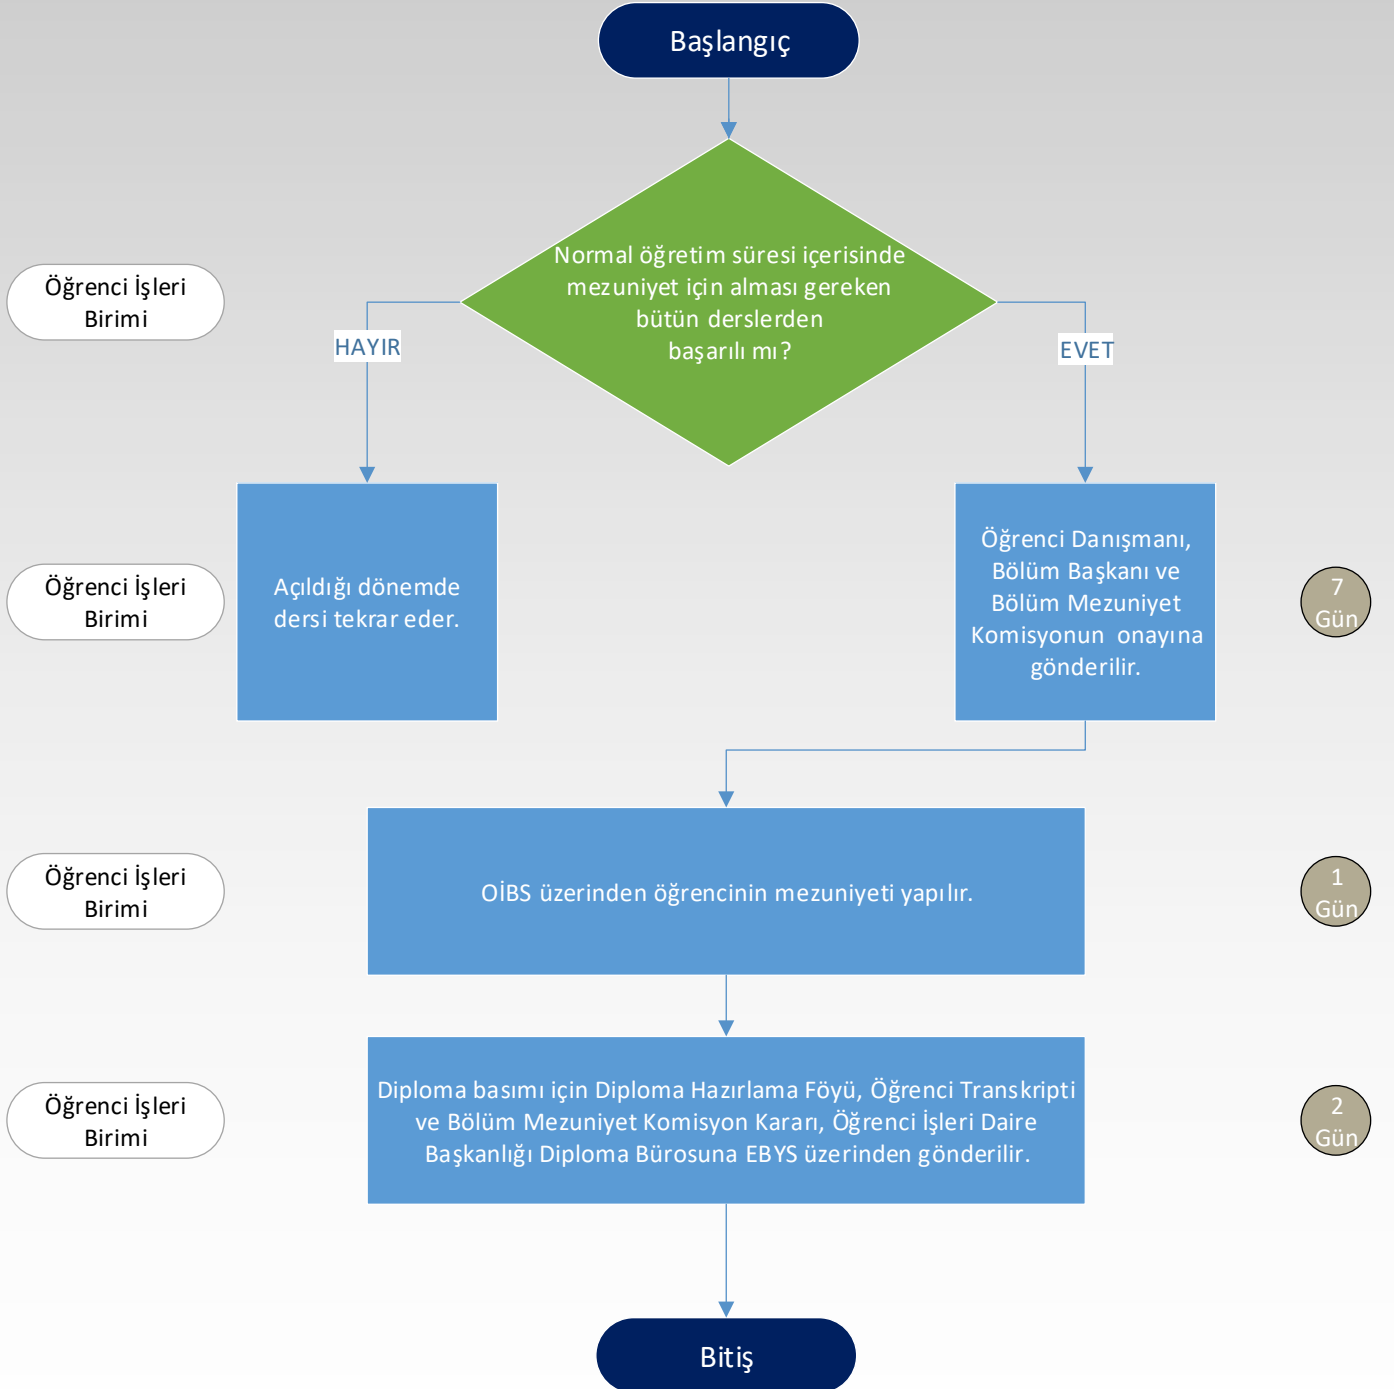 Başlangıç
Öğrenci İşleri
Birimi
Normal öğretim süresi içerisinde
mezuniyet için alması gereken
bütün derslerden
başarılı mı?
HAYIR
EVET
Öğrenci İşleri
Birimi
Açıldığı dönemde
dersi tekrar eder.
Öğrenci Danışmanı,
Bölüm Başkanı ve
Bölüm Mezuniyet
Komisyonun onayına
gönderilir.
7
Gün
Öğrenci İşleri
Birimi
OİBS üzerinden öğrencinin mezuniyeti yapılır.
1
Gün
Öğrenci İşleri
Birimi
Diploma basımı için Diploma Hazırlama Föyü, Öğrenci Transkripti
ve Bölüm Mezuniyet Komisyon Kararı, Öğrenci İşleri Daire
Başkanlığı Diploma Bürosuna EBYS üzerinden gönderilir.
2
Gün
Bitiş